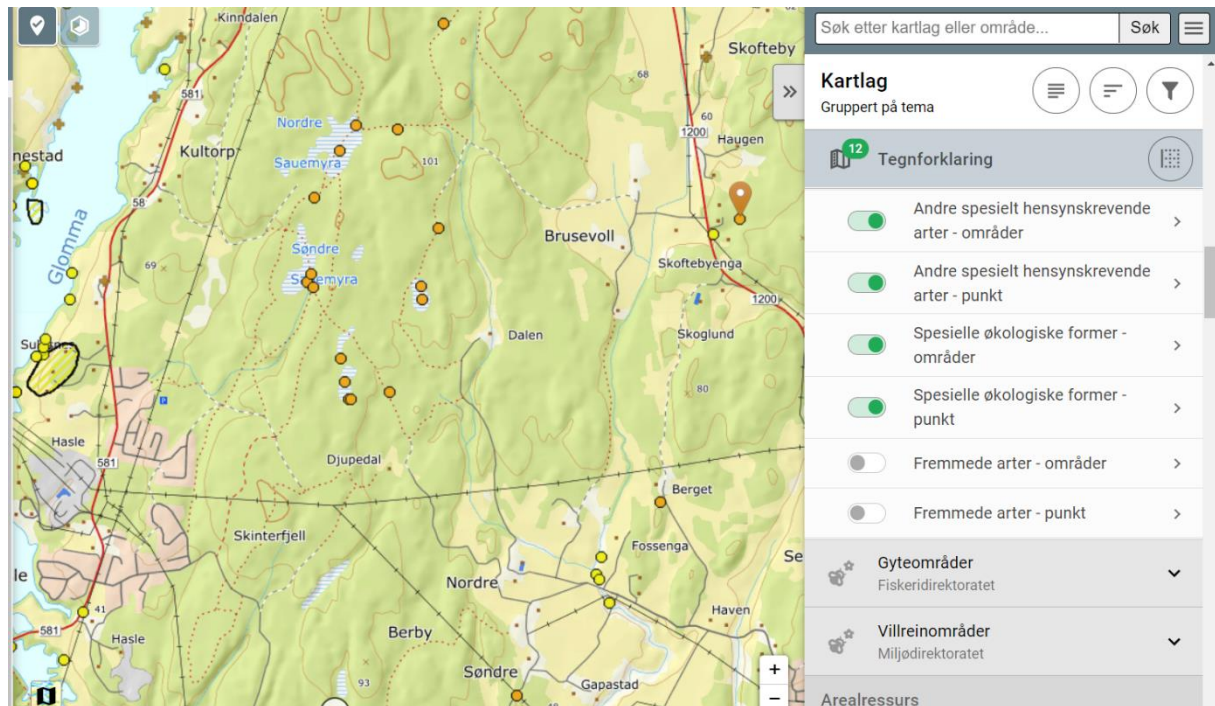 Kinndalen
Skofteby
581
68
60
1200
Haugen
Nordre
Sauemyra
Kultorp
101
58
Glomma
69
Søndre
Brusevoll
Skoftebyenga
1200
Dalen
Skoglund
80
Hasle
581
Djupedal
Berget
Skinterfjell
Fossenga
Se
Nordre
41
581
Hasle
Berby
Haven
Søndre
93
Gapastad
+
−
Søk etter kartlag eller område...
Søk
Kartlag
Gruppert på tema
12
Tegnforklaring
Andre spesielt hensynskrevende
arter - områder
Andre spesielt hensynskrevende
arter - punkt
Spesielle økologiske former -
områder
Spesielle økologiske former -
punkt
Fremmede arter - områder
Fremmede arter - punkt
Gyteområder
Fiskeridirektoratet
Villreinområder
Miljødirektoratet
Arealressurs